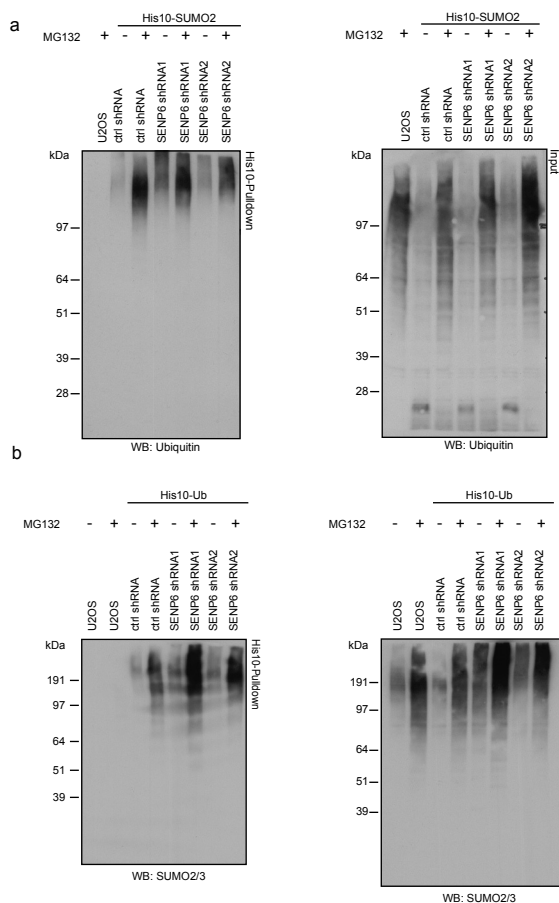 a
His10-SUMO2
MG132 + - + - + - +
U2OS
ctrl shRNA
ctrl shRNA
SENP6 shRNA1
SENP6 shRNA1
SENP6 shRNA2
SENP6 shRNA2
kDa
97
64
51
39
28
His10-Pulldown
WB: Ubiquitin
His10-SUMO2
+ - + - + - +
U2OS
ctrl shRNA
ctrl shRNA
SENP6 shRNA1
SENP6 shRNA1
SENP6 shRNA2
SENP6 shRNA2
kDa
97
64
51
39
28
Input
WB: Ubiquitin
b
His10-Ub
MG132 - + - + - + - +
U2OS
U2OS
ctrl shRNA
ctrl shRNA
SENP6 shRNA1
SENP6 shRNA1
SENP6 shRNA2
SENP6 shRNA2
kDa
191
97
64
51
39
His10-Pulldown
WB: SUMO2/3
His10-Ub
MG132 - + - + - + - +
U2OS
U2OS
ctrl shRNA
ctrl shRNA
SENP6 shRNA1
SENP6 shRNA1
SENP6 shRNA2
SENP6 shRNA2
kDa
191
97
64
51
39
WB: SUMO2/3